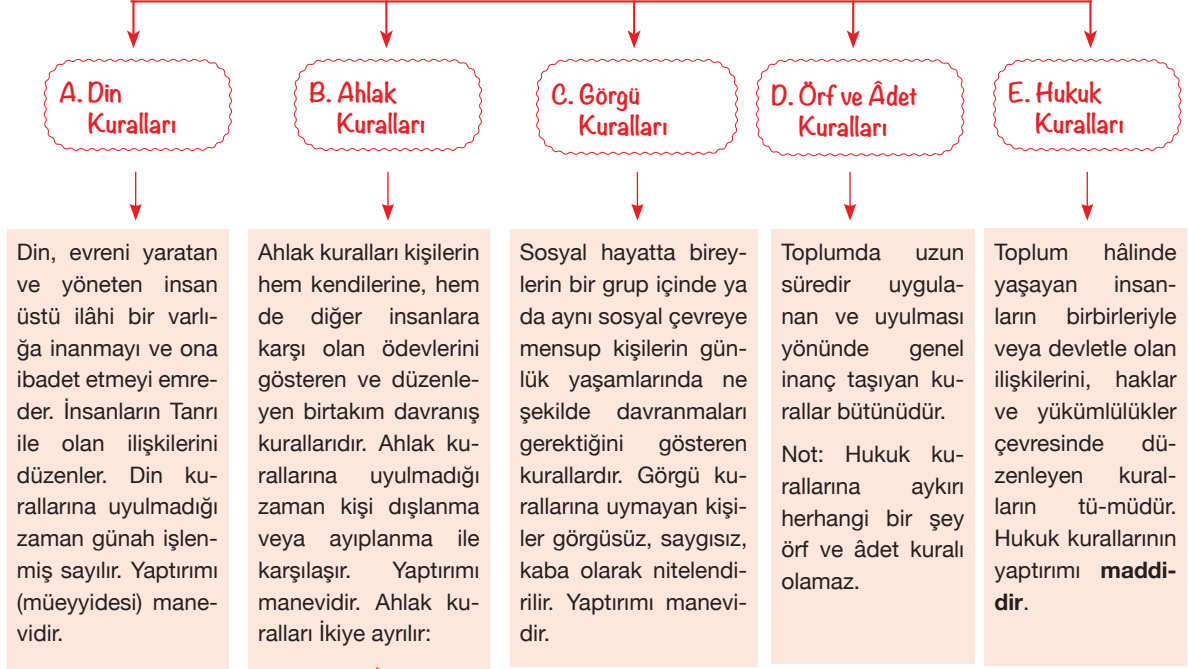 A. Din
Kuralları
B. Ahlak
Kuralları
C. Görgü
Kuralları
D. Örf ve Âdet
Kuralları
E. Hukuk
Kuralları
Din, evreni yaratan
ve yöneten insan
üstü ilâhi bir varlı-
ğa inanmayı ve ona
ibadet etmeyi emre-
der. İnsanların Tanrı
ile olan ilişkilerini
düzenler. Din ku-
rallarına uyulmadığı
zaman günah işlen-
miş sayılır. Yaptırımı
(müeyyidesi) mane-
vidir.
Ahlak kuralları kişilerin
hem kendilerine, hem
de diğer insanlara
karşı olan ödevlerini
gösteren ve düzenle-
yen birtakım davranış
kurallarıdır. Ahlak ku-
rallarına uyulmadığı
zaman kişi dışlanma
veya ayıplanma ile
karşılaşır. Yaptırımı
manevidir. Ahlak ku-
ralları İkiye ayrılır:
Sosyal hayatta birey-
lerin bir grup içinde ya
da aynı sosyal çevreye
mensup kişilerin gün-
lük yaşamlarında ne
şekilde davranmaları
gerektiğini gösteren
kurallardır. Görgü ku-
rallarına uymayan kişi-
ler görgüsüz, saygısız,
kaba olarak nitelendi-
rilir. Yaptırımı manevi-
dir.
Toplumda uzun
süredir uygula-
nan ve uyulması
yönünde genel
inanç taşıyan ku-
rallar bütünüdür.
Not: Hukuk ku-
rallarına aykırı
herhangi bir şey
örf ve âdet kuralı
olamaz.
Toplum hâlinde
yaşayan insan-
ların birbirleriyle
veya devletle olan
ilişkilerini, haklar
ve yükümlülükler
çevresinde dü-
zenleyen kural-
ların tü-müdür.
Hukuk kurallarının
yaptırımı maddi-
dir.